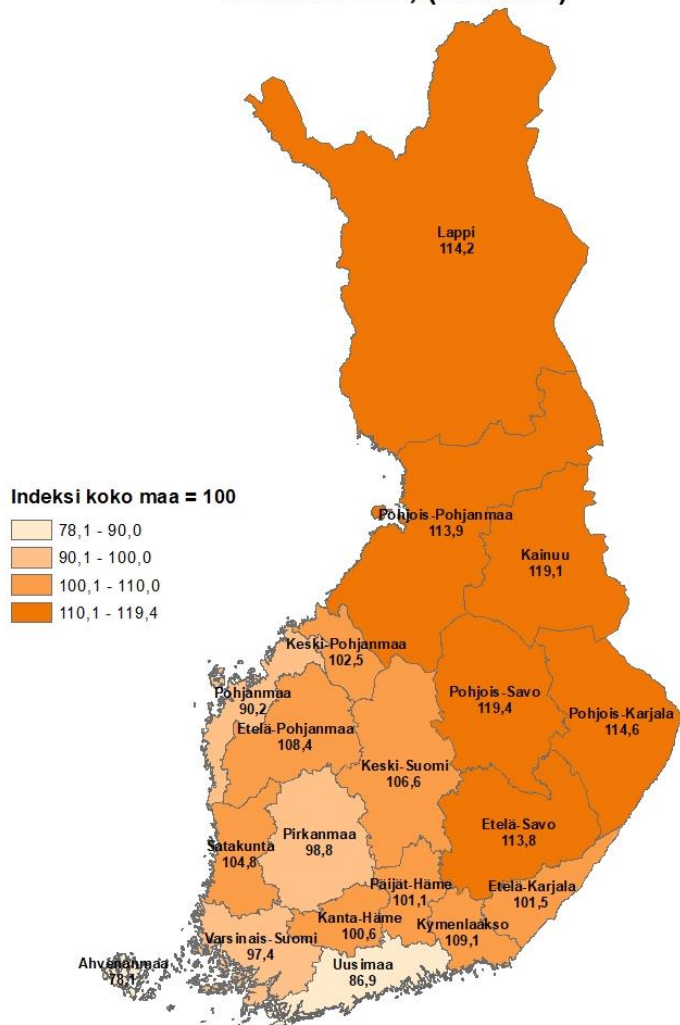 Lappi
114,2
Indeksi koko maa = 100
78,1 - 90,0
90,1 - 100,0
100,1 - 110,0
110,1 - 119,4
Pohjois-Pohjanmaa
113,9
Kainuu
119,1
Keski-Pohjanmaa
102,5
Pohjanmaa
90,2
Pohjois-Savo
119,4
Pohjois-Karjala
114,6
Etelä-Pohjanmaa
108,4
Keski-Suomi
106,6
Etelä-Savo
113,8
Pirkanmaa
98,8
Satakunta
104,8
Päijät-Häme
101,1
Etelä-Karjala
101,5
Kanta-Häme
100,6
Kymenlaakso
109,1
Varsinais-Suomi
97,4
Ahvenanmaa
78,1
Uusimaa
86,9